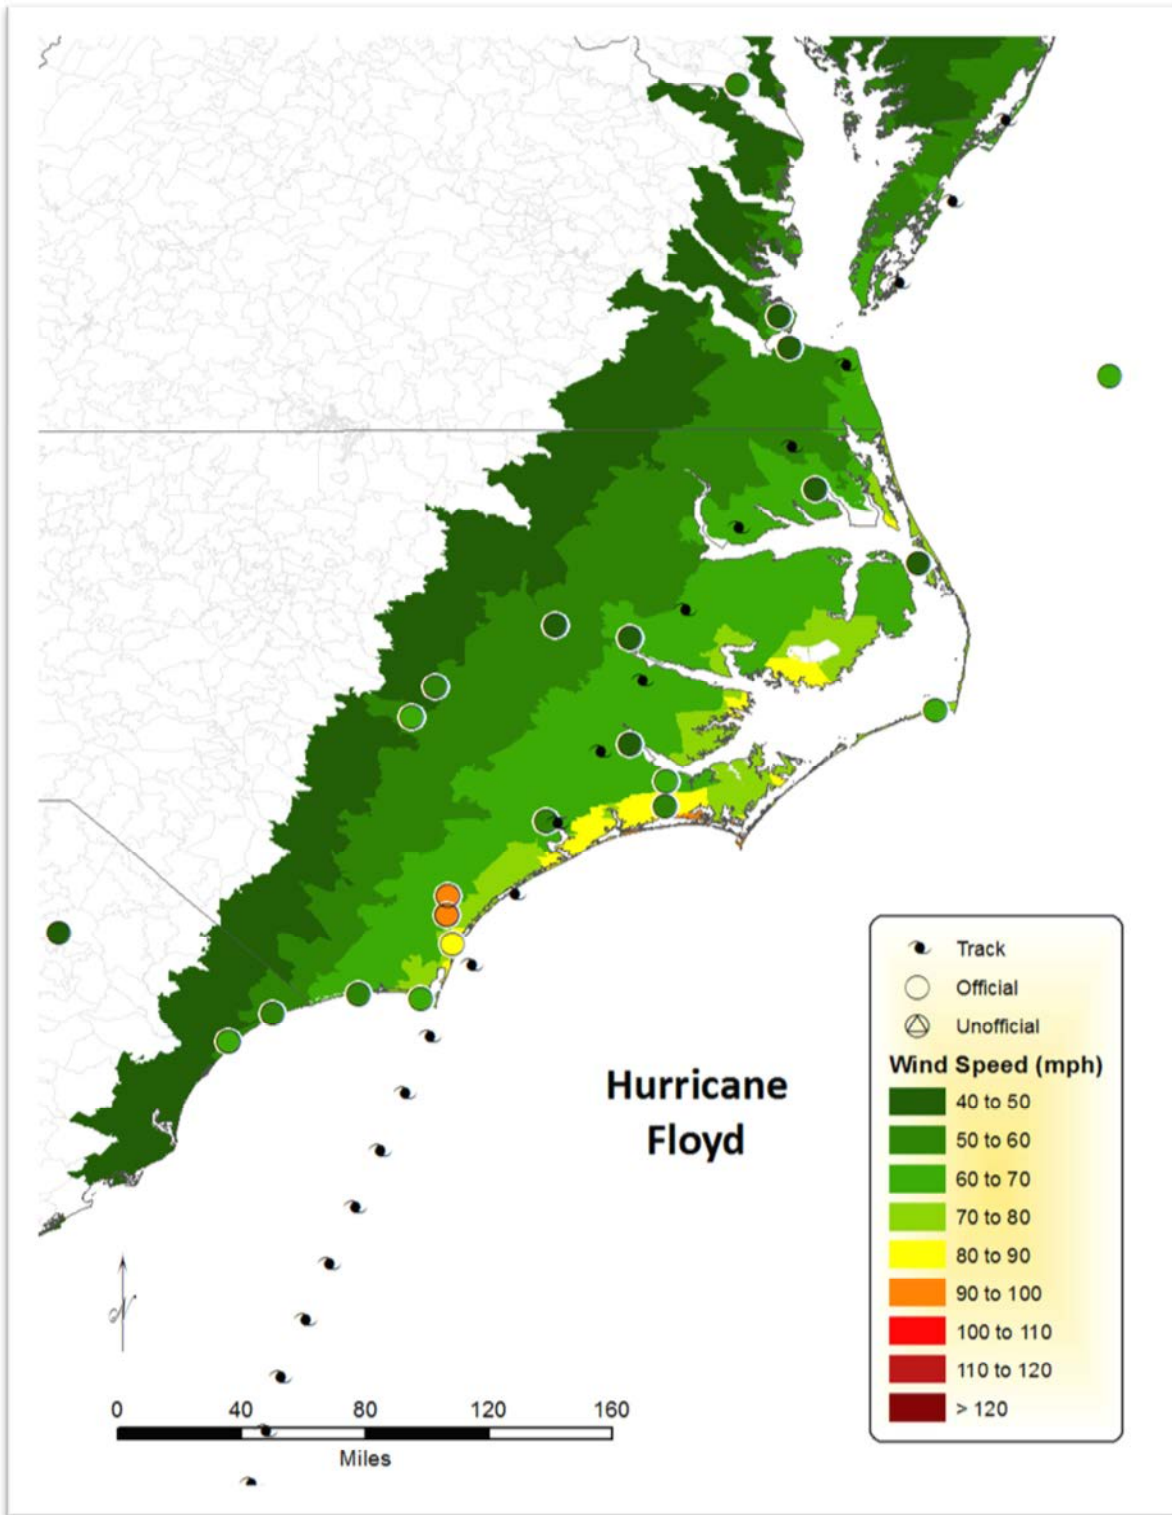 Hurricane
Floyd
Track
Official
Unofficial
Wind Speed (mph)
40 to 50
50 to 60
60 to 70
70 to 80
80 to 90
90 to 100
100 to 110
110 to 120
> 120
N
0 40 80 120 160
Miles